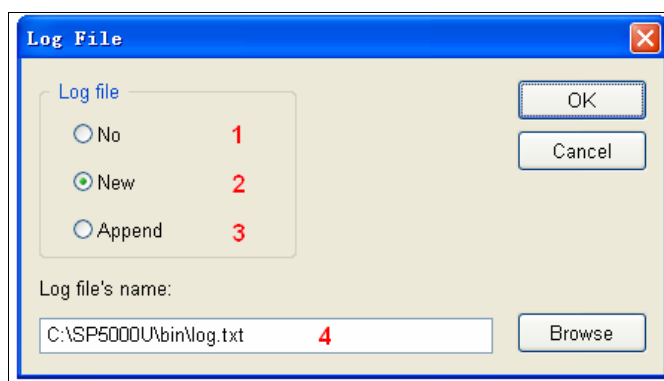 Log File
Log file
No 1
New 2
Append 3
OK
Cancel
Log file's name:
C:\SP5000U\bin\log.txt 4
Browse